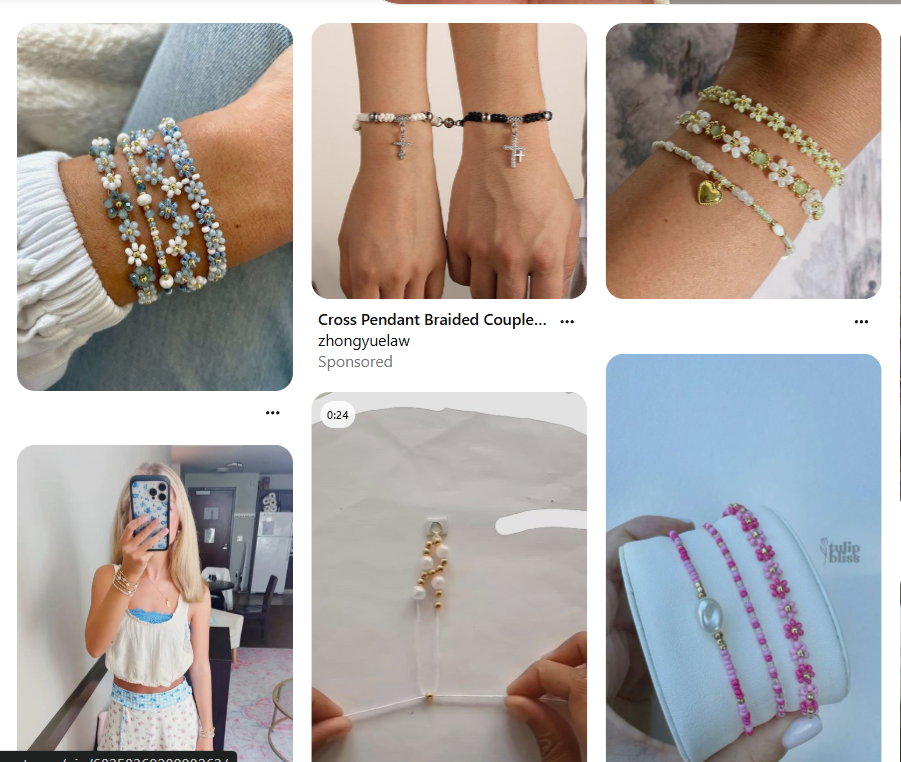 Cross Pendant Braided Couple...
zhongyuelaw
Sponsored
0:24
tulip
bliss